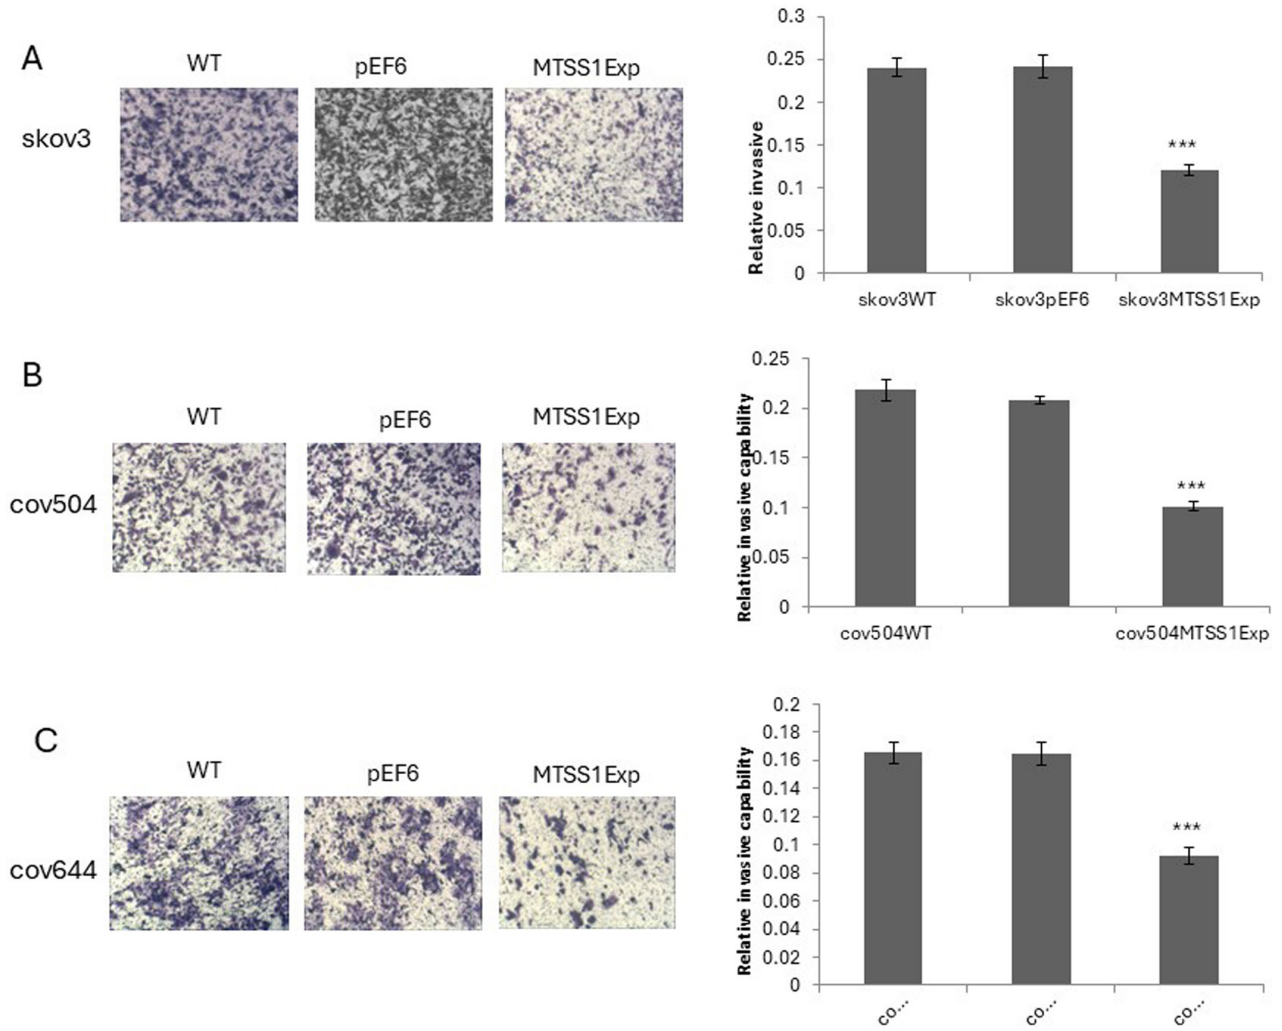 A
WT
pEF6
MTSS1Exp
skov3
Relative invasive
0.3
0.25
0.2
0.15
0.1
0.05
0
***
skov3WT
skov3pEF6
skov3MTSS1Exp
B
WT
pEF6
MTSS1Exp
cov504
Relative invasive capability
0.25
0.2
0.15
0.1
0.05
0
***
cov504WT
cov504MTSS1Exp
C
WT
pEF6
MTSS1Exp
cov644
Relative invasive capability
0.2
0.18
0.16
0.14
0.12
0.1
0.08
0.06
0.04
0.02
0
***
co...
co...
co...